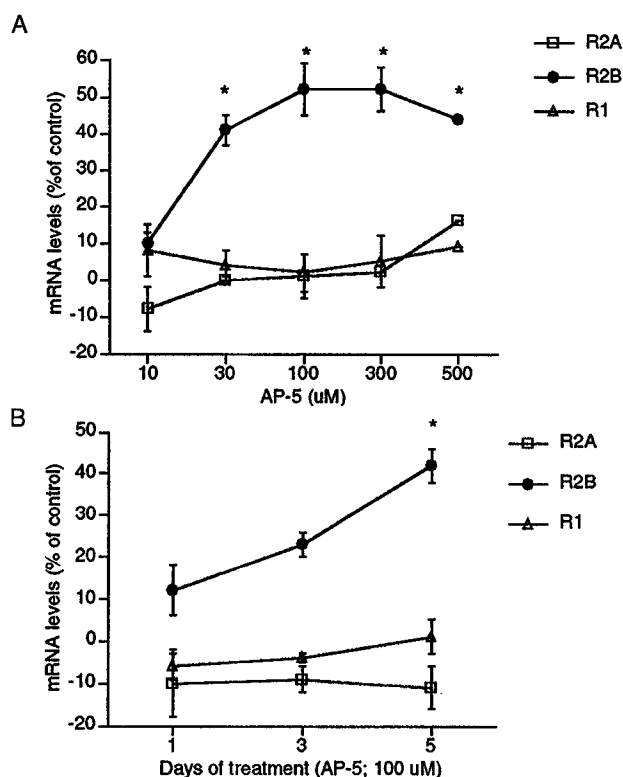 A
R2A
R2B
R1
mRNA levels (%of control)
60
50
40
30
20
10
0
-10
-20
* * * *
10 30 100 300 500
AP-5 (uM)
B
R2A
R2B
R1
mRNA levels (% of control)
50
40
30
20
10
0
-10
-20
*
1 3 5
Days of treatment (AP-5; 100 uM)